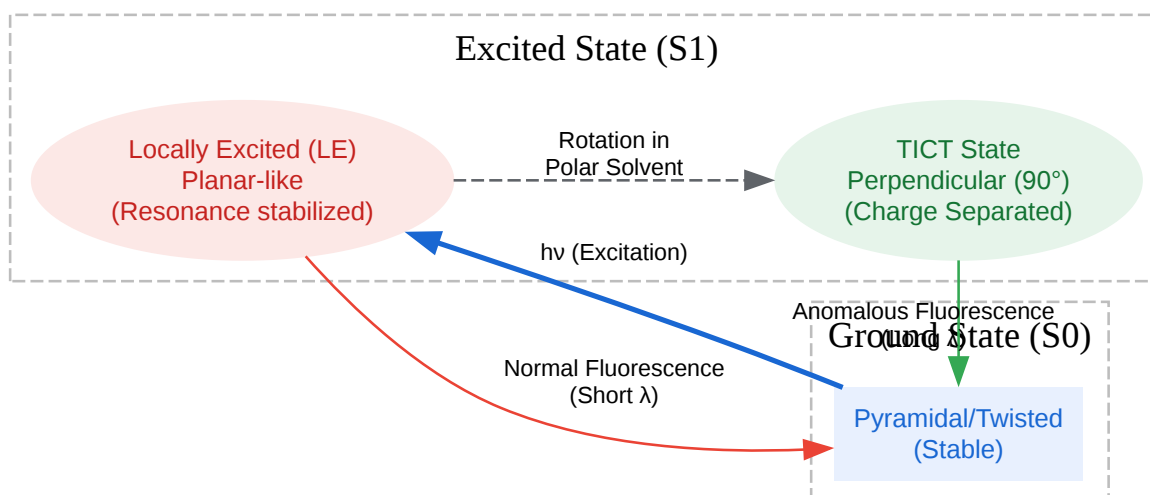 Excited State (S1)
Locally Excited (LE)
Planar-like
(Resonance stabilized)
Rotation in
Polar Solvent
TICT State
Perpendicular (90°)
(Charge Separated)
hν (Excitation)
Anomalous Fluorescence
(Long λ)
Ground State (S0)
Normal Fluorescence
(Short λ)
Pyramidal/Twisted
(Stable)